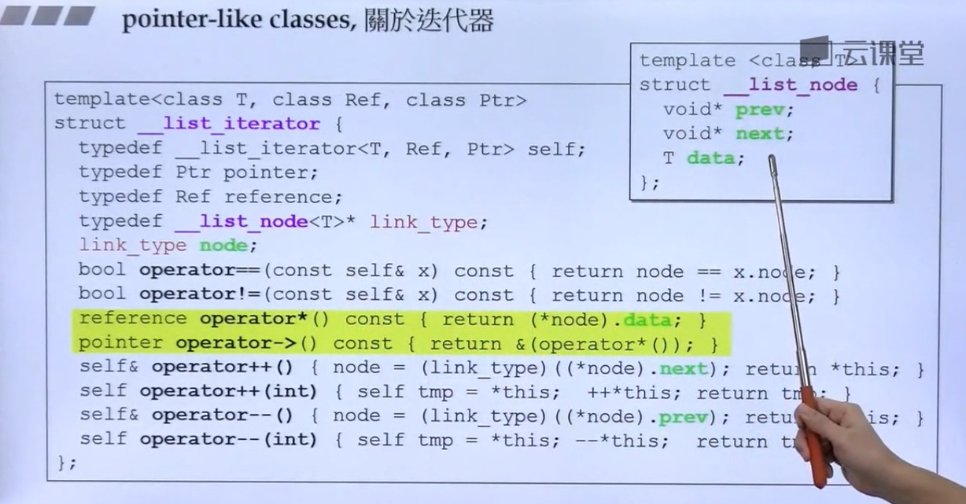 pointer-like classes, 關於迭代器
云课堂
template <class T>
struct __list_node {
void* prev;
void* next;
T data;
};
template<class T, class Ref, class Ptr>
struct __list_iterator {
typedef __list_iterator<T, Ref, Ptr> self;
typedef Ptr pointer;
typedef Ref reference;
typedef __list_node<T>* link_type;
link_type node;
bool operator==(const self& x) const { return node == x.node; }
bool operator!=(const self& x) const { return node != x.node; }
reference operator*() const { return (*node).data; }
pointer operator->() const { return &(operator*()); }
self& operator++() { node = (link_type)((*node).next); return *this; }
self operator++(int) { self tmp = *this; ++*this; return tmp; }
self& operator--() { node = (link_type)((*node).prev); return *this; }
self operator--(int) { self tmp = *this; --*this; return tmp; }
};